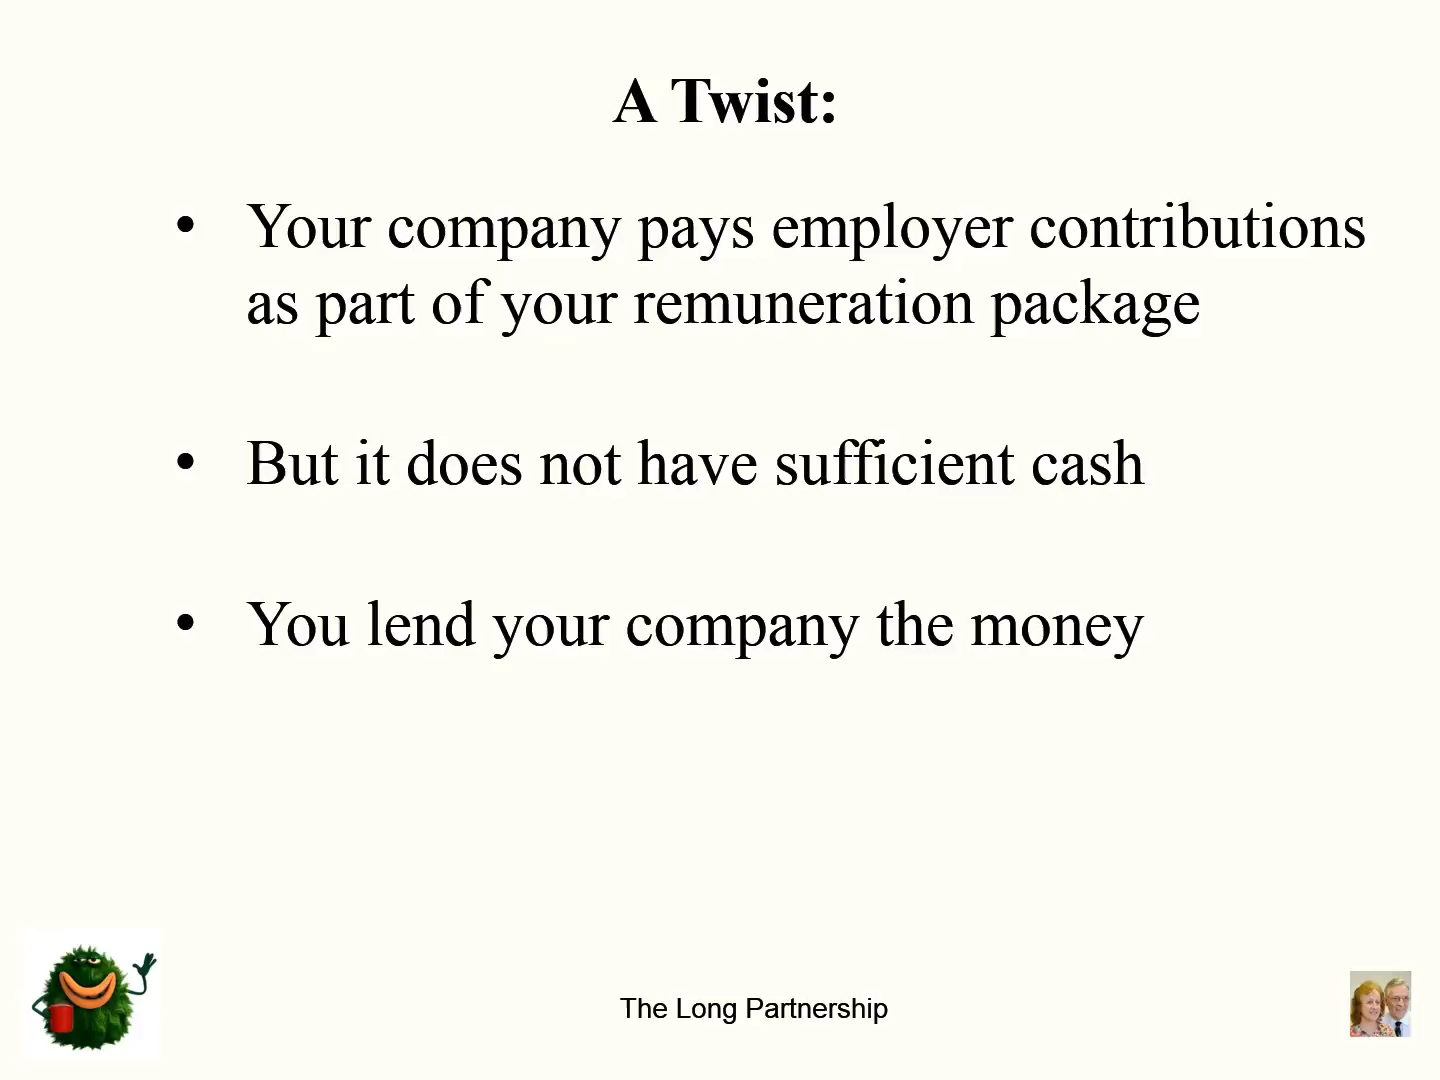 A Twist:
• Your company pays employer contributions
as part of your remuneration package
• But it does not have sufficient cash
• You lend your company the money
The Long Partnership